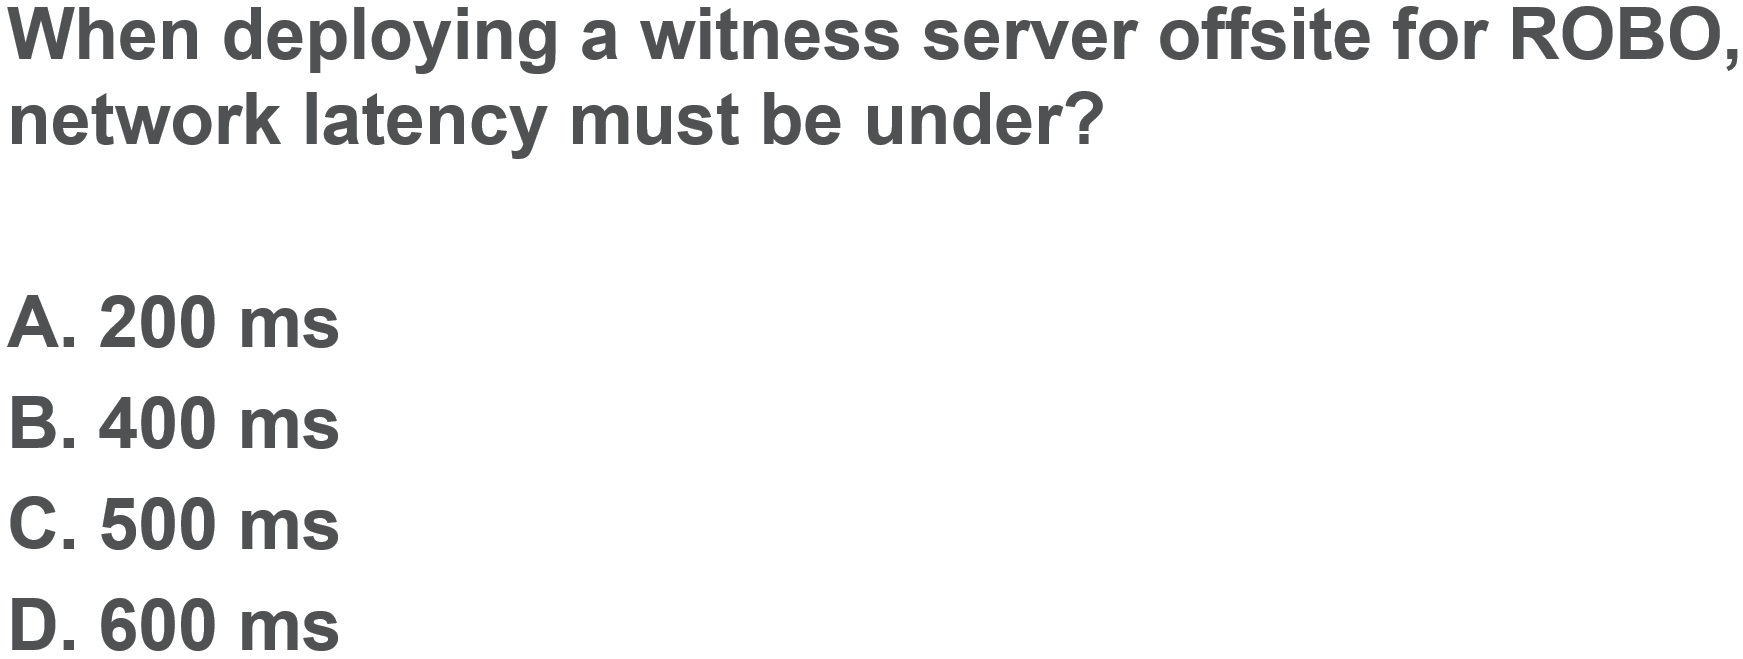 When deploying a witness server offsite for ROBO,
network latency must be under?
A. 200 ms
B. 400 ms
C. 500 ms
D. 600 ms